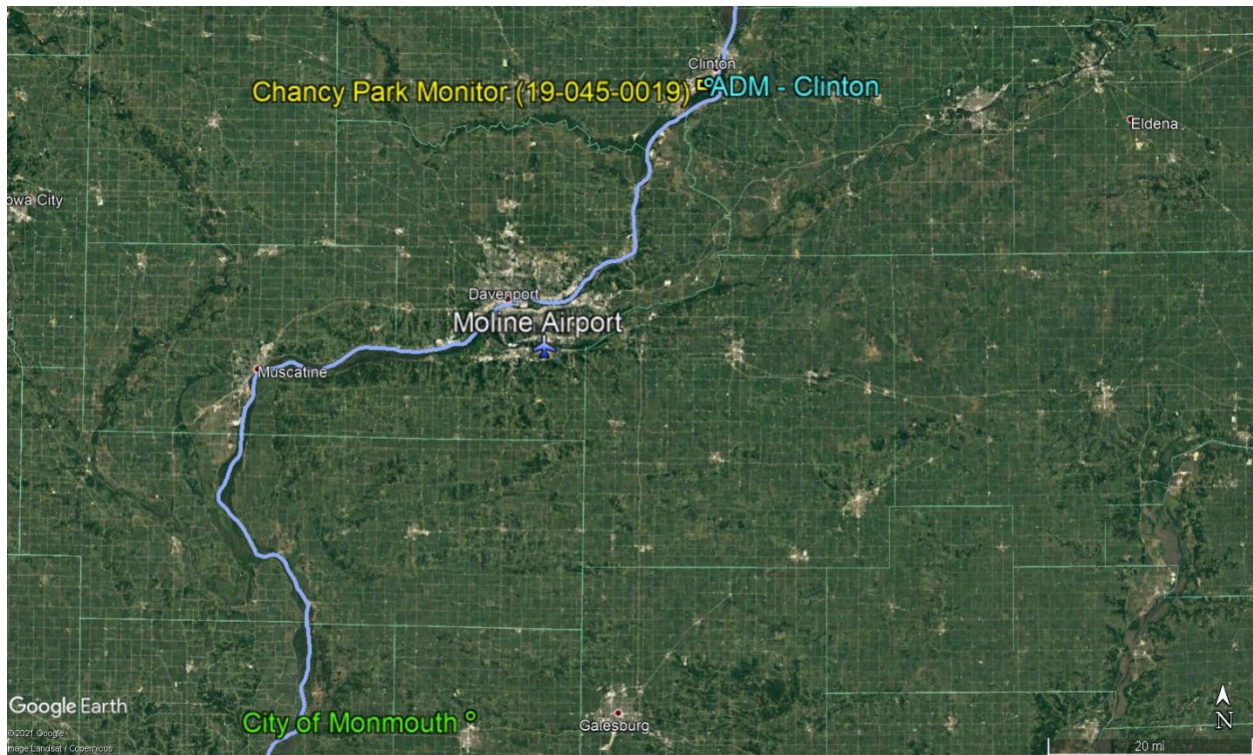 Clinton
Chancy Park Monitor (19-045-0019)
ADM - Clinton
Eldena
owa City
Davenport
Moline Airport
Muscatine
Google Earth
City of Monmouth
Galesburg
N
©2021 Google
Image Landsat / Copernicus
20 mi